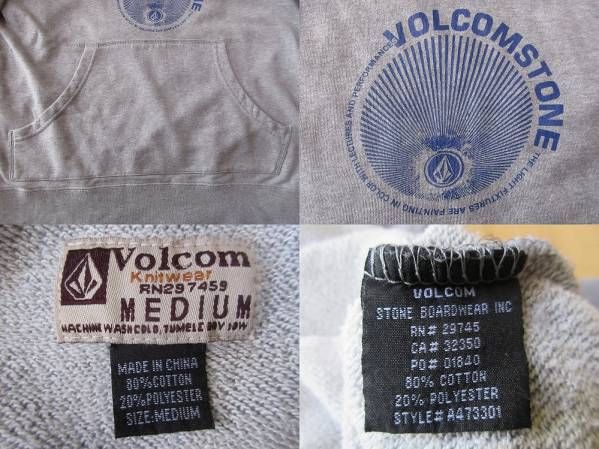 VOLCOMSTONE
THE LIGHT FIXTURES ARE PAINTING IN COLOR WITH LECTURES AND PERFORMANCES
Volcom
Knitwear
RN297459
MEDIUM
MACHINE WASH COLD, TUMBLE DRY LOW
MADE IN CHINA
80% COTTON
20% POLYESTER
SIZE: MEDIUM
VOLCOM
STONE BOARDWEAR INC
RN# 29745
CA# 32350
PO# 01840
80% COTTON
20% POLYESTER
STYLE# A473301